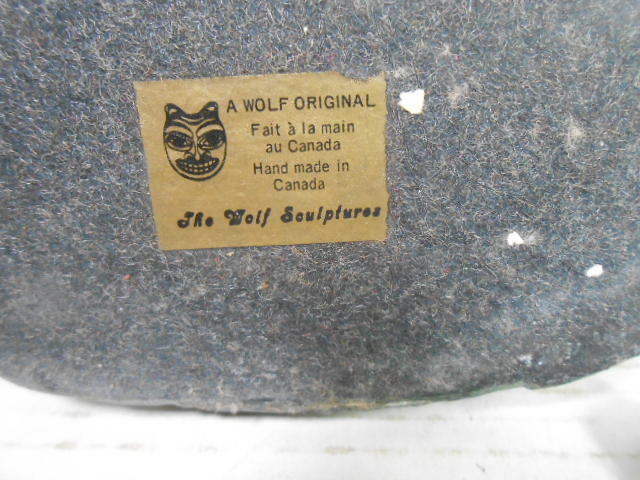 A WOLF ORIGINAL
Fait à la main
au Canada
Hand made in
Canada
The Wolf Sculptures